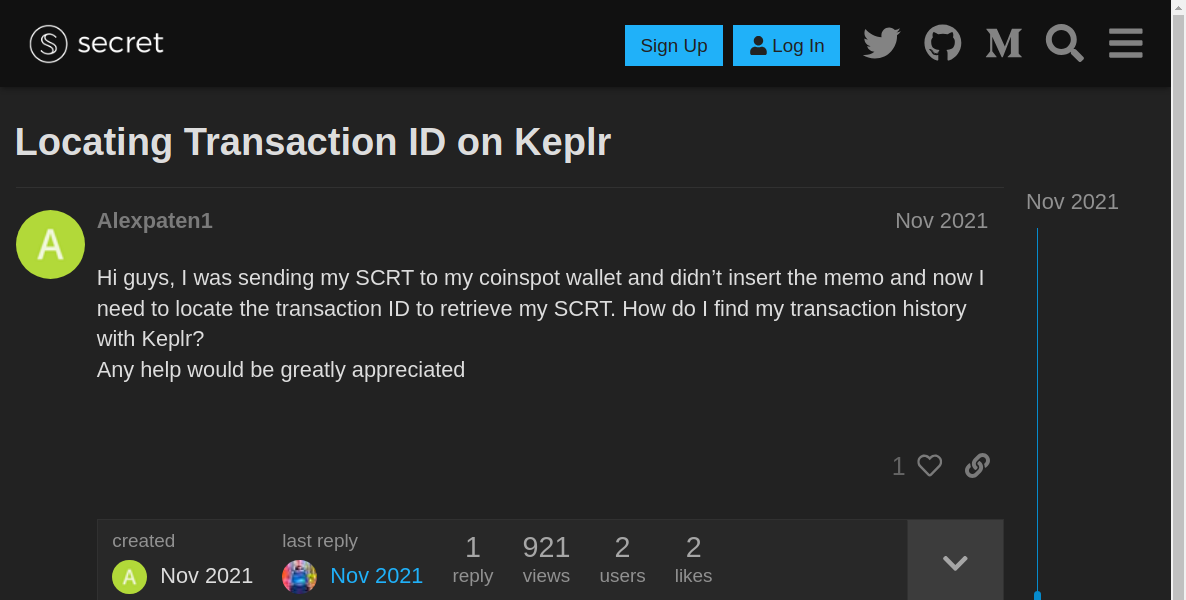 secret
Sign Up
Log In
M
Locating Transaction ID on Keplr
Nov 2021
A
Alexpaten1
Nov 2021
Hi guys, I was sending my SCRT to my coinspot wallet and didn’t insert the memo and now I
need to locate the transaction ID to retrieve my SCRT. How do I find my transaction history
with Keplr?
Any help would be greatly appreciated
1
created
last reply
1
921
2
2
A
Nov 2021
Nov 2021
reply
views
users
likes